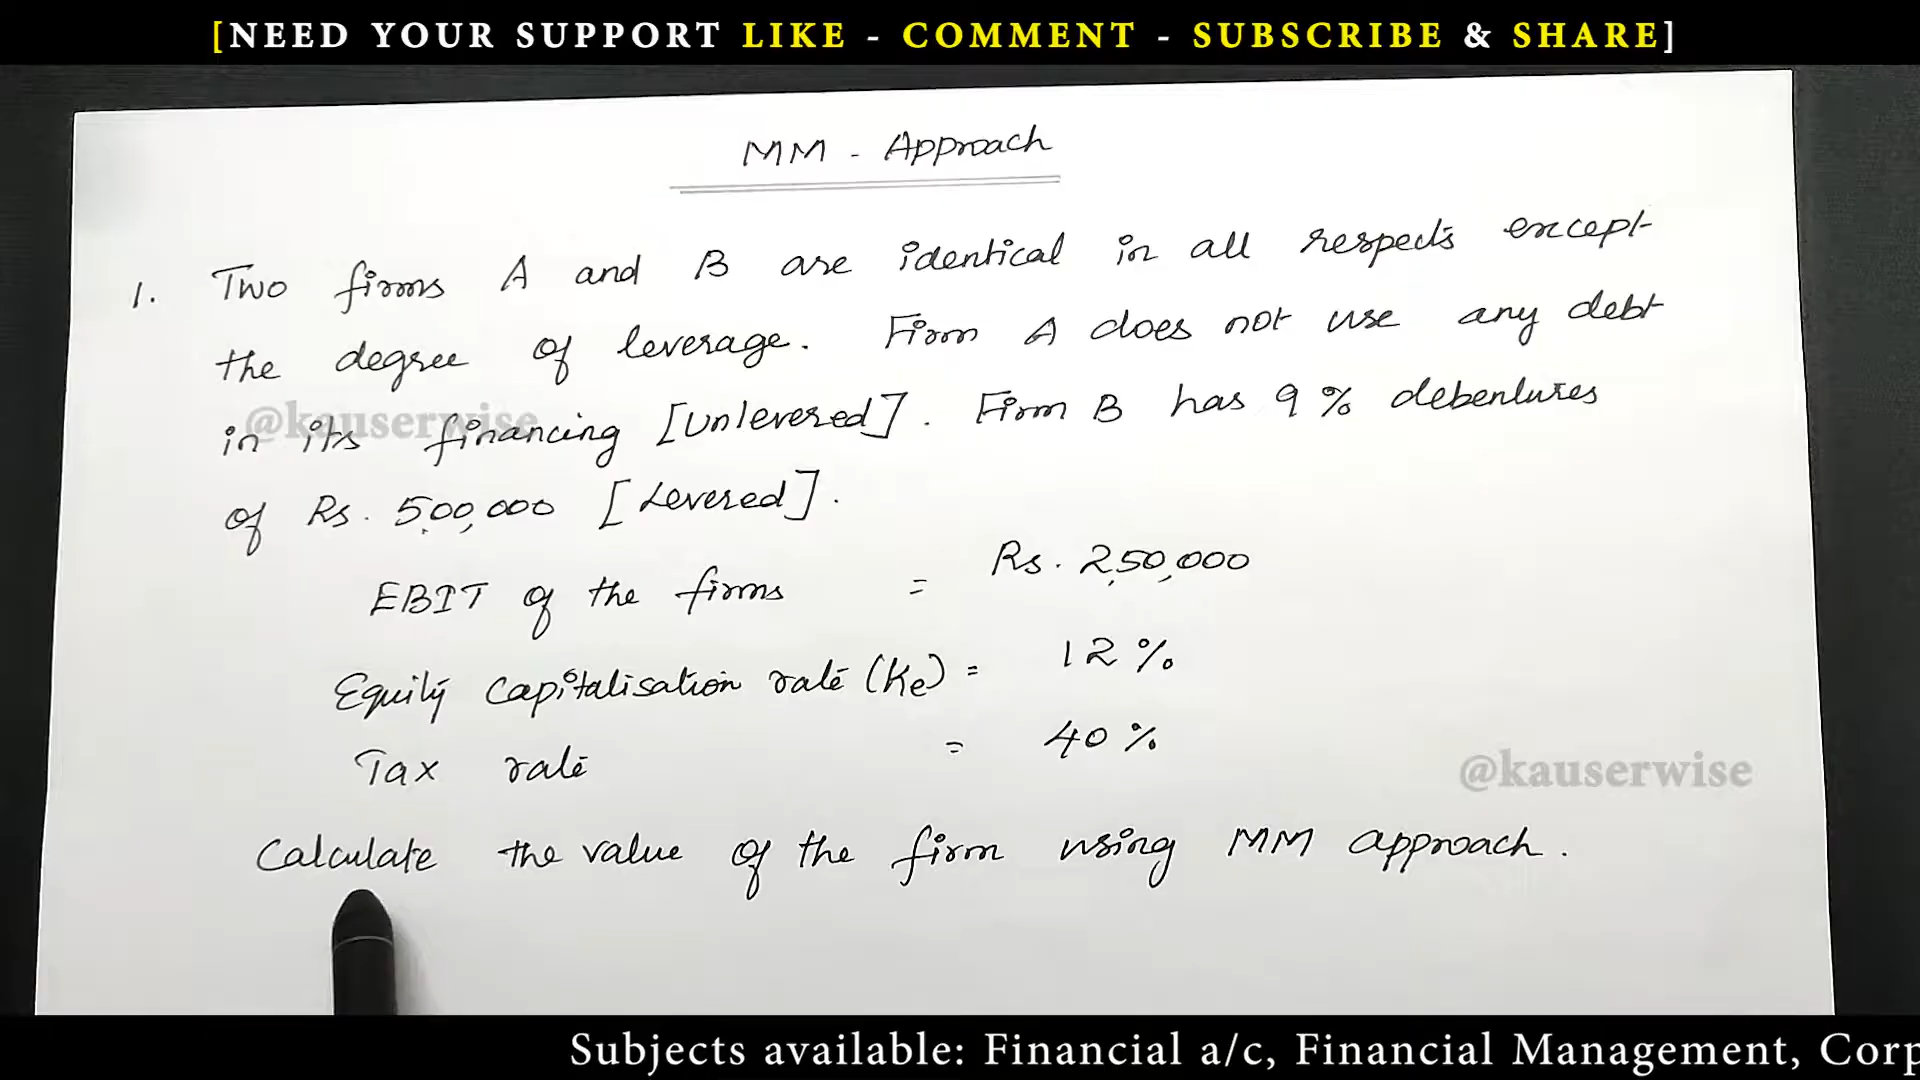 [NEED YOUR SUPPORT LIKE - COMMENT - SUBSCRIBE & SHARE]
MM - Approach
1. Two firms A and B are identical in all respects except
the degree of leverage. Firm A does not use any debt
in its financing [Unlevered]. Firm B has 9% debentures
@kauserwise
of Rs. 5,00,000 [Levered].
EBIT of the firms = Rs. 2,50,000
Equity capitalisation rate (Ke) = 12%
Tax rate = 40%
@kauserwise
Calculate the value of the firm using MM approach.
Subjects available: Financial a/c, Financial Management, Corp